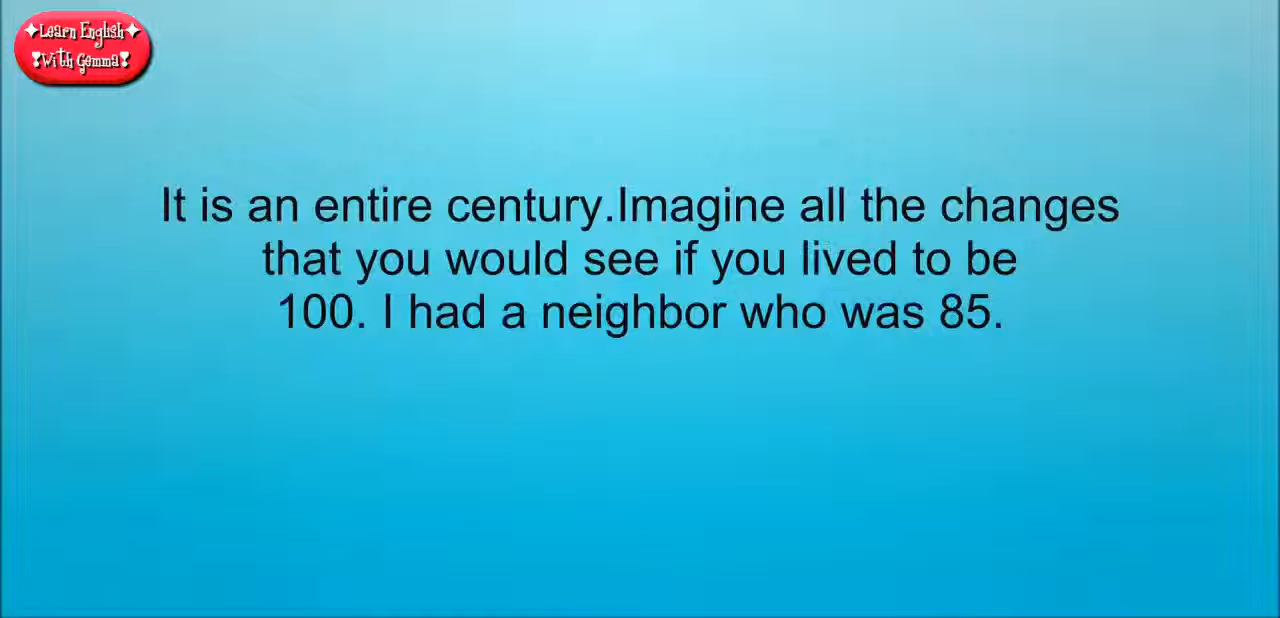 ✦Learn English✦
❣With Gemma❣
It is an entire century.Imagine all the changes
that you would see if you lived to be
100. I had a neighbor who was 85.